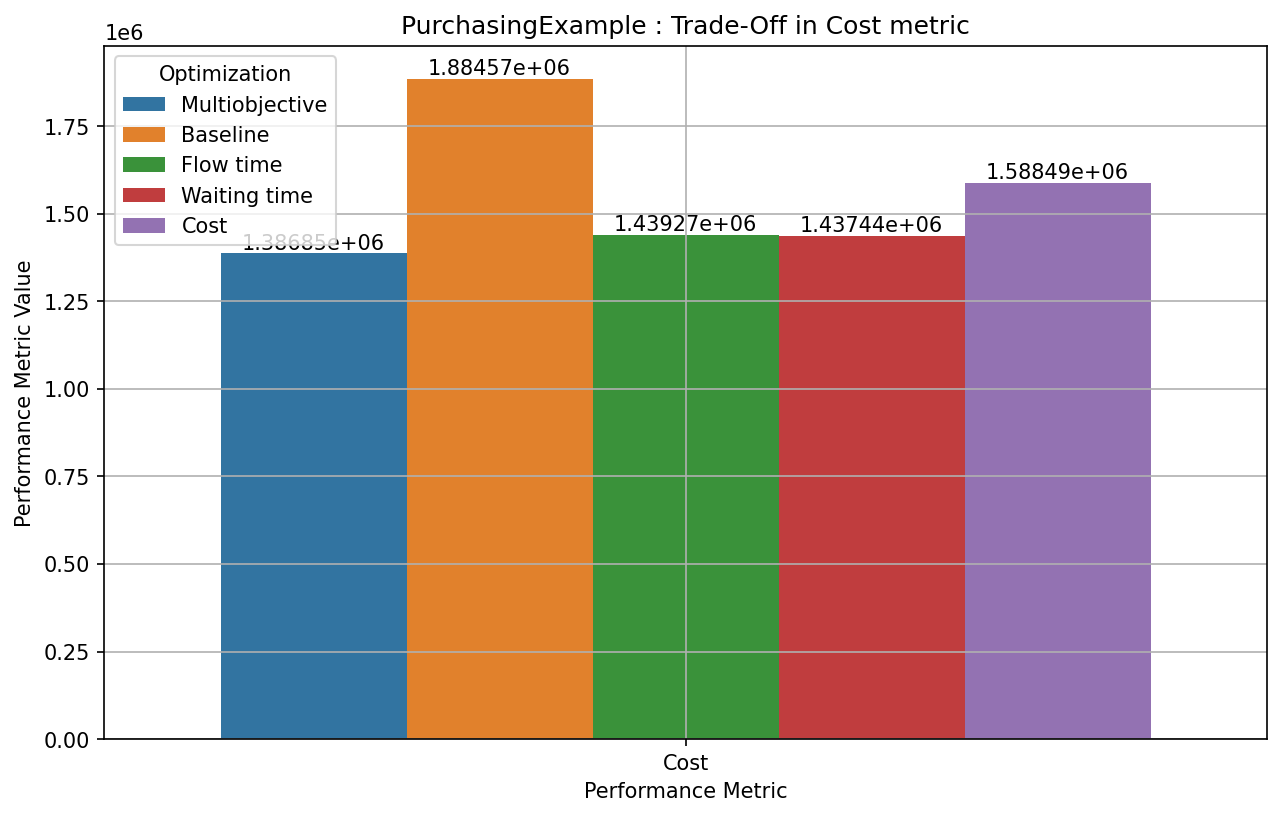 PurchasingExample : Trade-Off in Cost metric
1e6
Optimization
Multiobjective
Baseline
Flow time
Waiting time
Cost
1.38685e+06
1.88457e+06
1.43927e+06
1.43744e+06
1.58849e+06
1.75
1.50
1.25
1.00
0.75
0.50
0.25
0.00
Performance Metric Value
Cost
Performance Metric